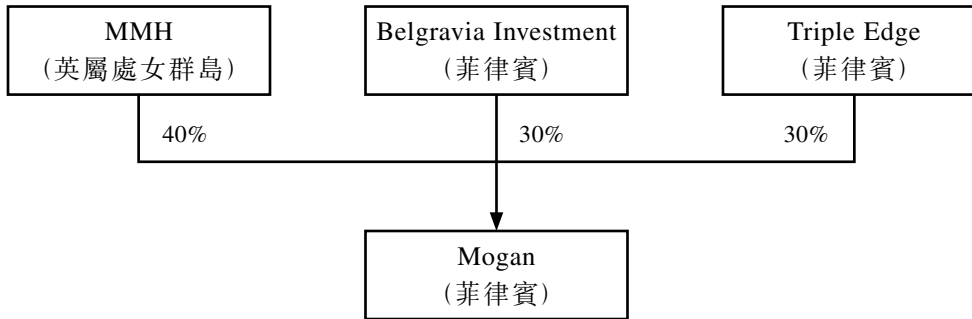 MMH
(英屬處女群島)
Belgravia Investment
(菲律賓)
Triple Edge
(菲律賓)
40%
30%
30%
Mogan
(菲律賓)